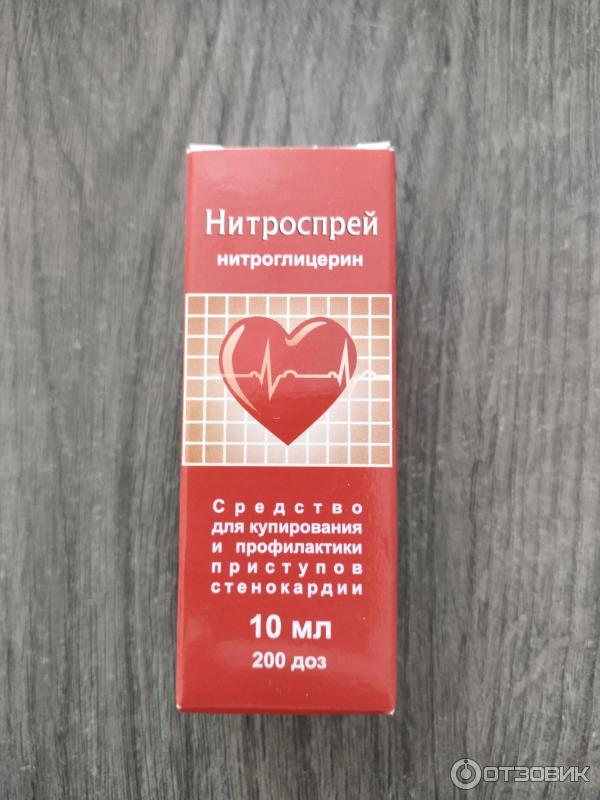 Нитроспрей
нитроглицерин
Средство
для купирования
и профилактики
приступов
стенокардии
10 мл
200 доз
ОТЗОВИК